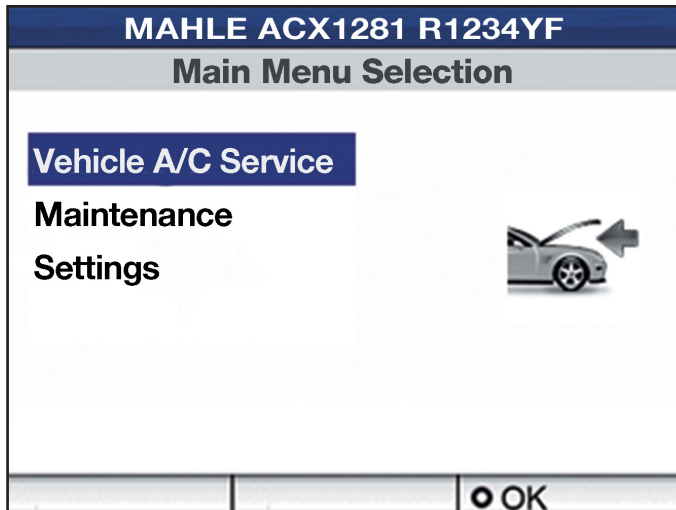 MAHLE ACX1281 R1234YF
Main Menu Selection
Vehicle A/C Service
Maintenance
Settings
OK